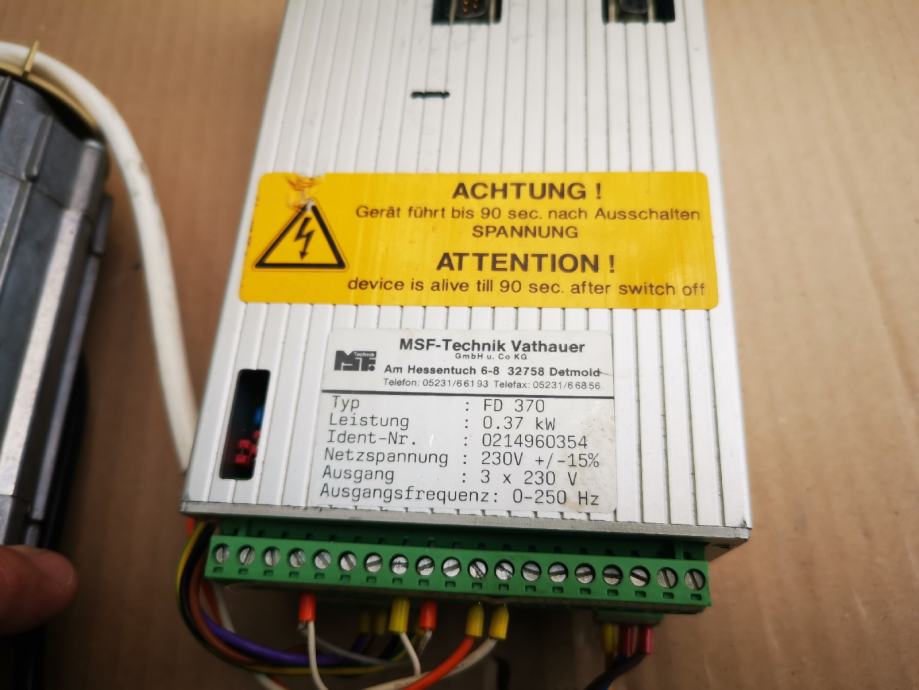 ACHTUNG !
Gerät führt bis 90 sec. nach Ausschalten
SPANNUNG
ATTENTION !
device is alive till 90 sec. after switch off
MSF-Technik Vathauer
GmbH u. Co KG
Technik
MSF
Am Hessentuch 6-8 32758 Detmold
Telefon: 05231/66193 Telefax: 05231/66856
Typ : FD 370
Leistung : 0.37 kW
Ident-Nr. : 0214960354
Netzspannung : 230V +/-15%
Ausgang : 3 x 230 V
Ausgangsfrequenz: 0-250 Hz